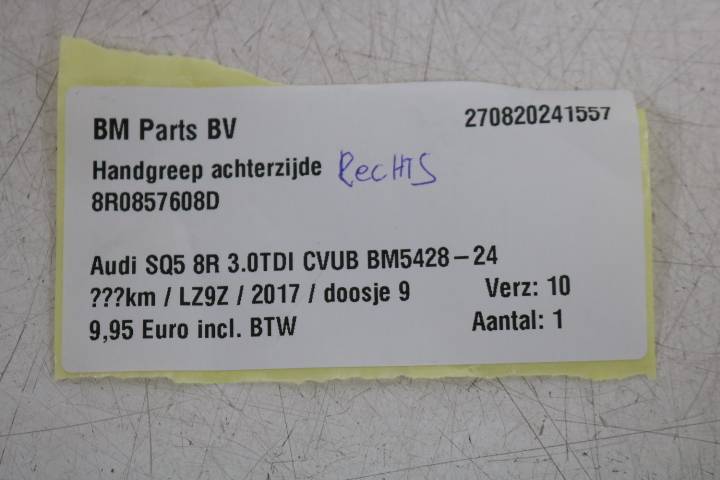 BM Parts BV 270820241557
Handgreep achterzijde RecHTS
8R0857608D
Audi SQ5 8R 3.0TDI CVUB BM5428-24
???km / LZ9Z / 2017 / doosje 9 Verz: 10
9,95 Euro incl. BTW Aantal: 1